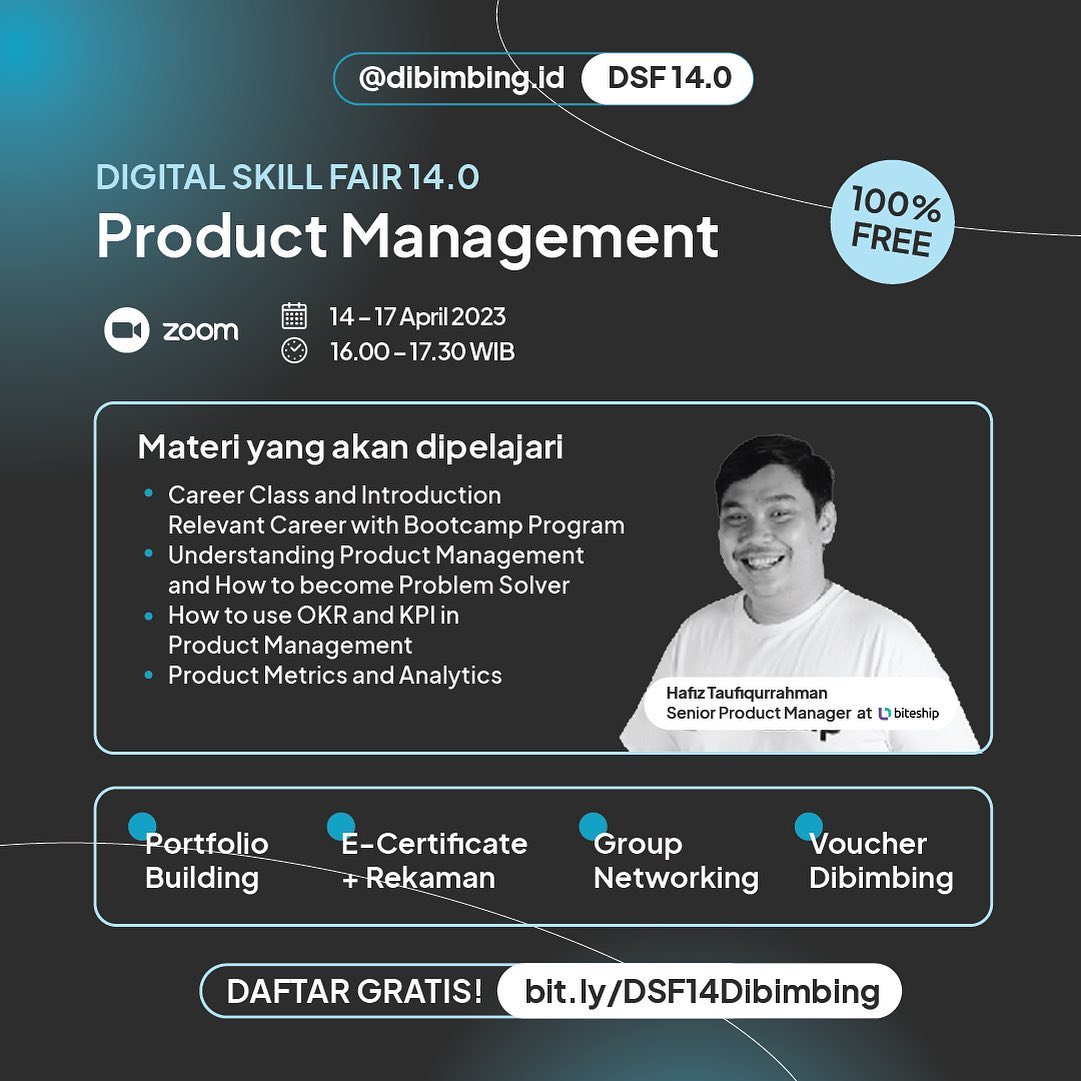 @dibimbing.id DSF 14.0
DIGITAL SKILL FAIR 14.0
Product Management
100%
FREE
zoom
14 – 17 April 2023
16.00 – 17.30 WIB
Materi yang akan dipelajari
Career Class and Introduction
Relevant Career with Bootcamp Program
Understanding Product Management
and How to become Problem Solver
How to use OKR and KPI in
Product Management
Product Metrics and Analytics
Hafiz Taufiqurrahman
Senior Product Manager at biteship
Portfolio
Building
E-Certificate
+ Rekaman
Group
Networking
Voucher
Dibimbing
DAFTAR GRATIS! bit.ly/DSF14Dibimbing